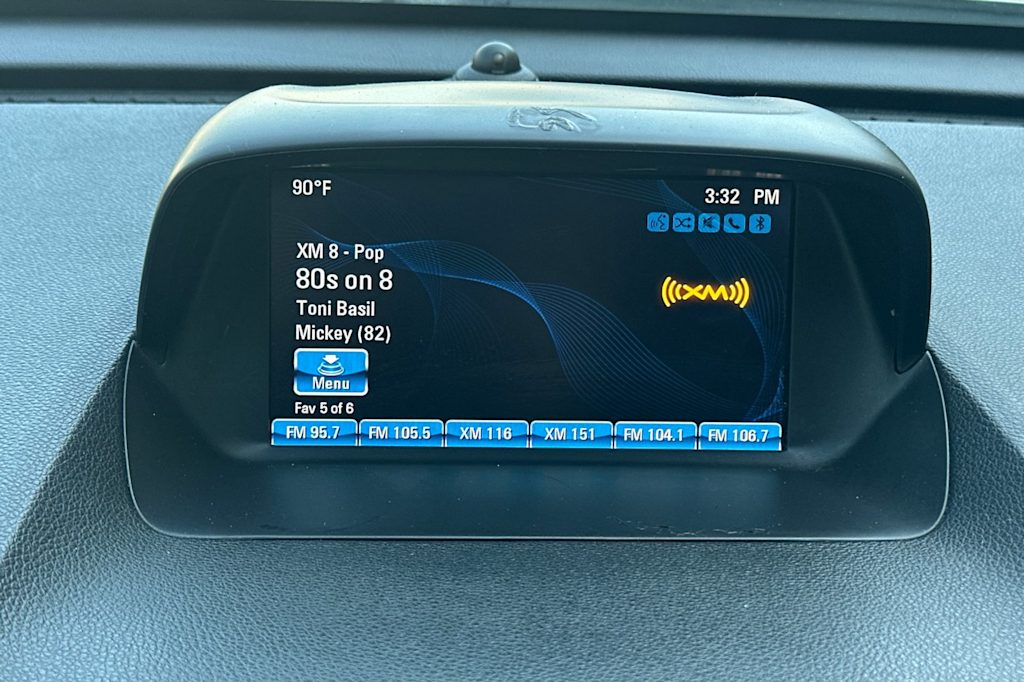 90°F
3:32 PM
XM 8 - Pop
80s on 8
XM
Toni Basil
Mickey (82)
Menu
Fav 5 of 6
FM 95.7 FM 105.5 XM 116 XM 151 FM 104.1 FM 106.7